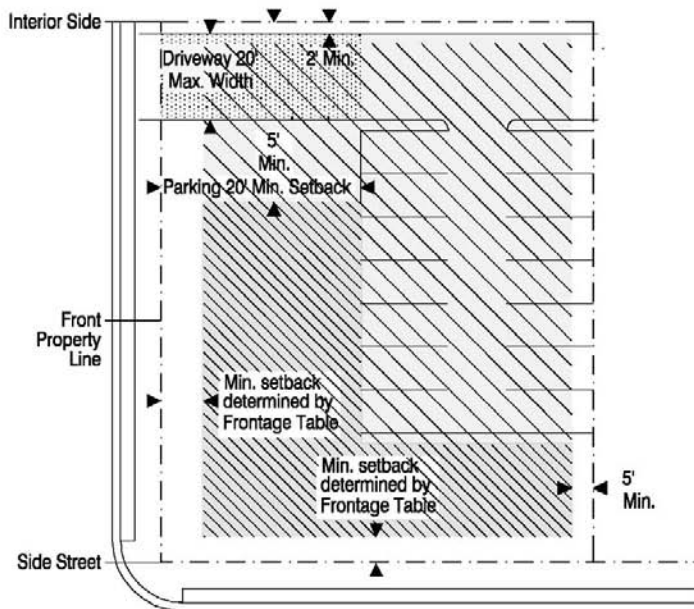 Interior Side
Driveway 20'
Max. Width
2' Min.
5'
Min.
Parking 20' Min. Setback
Front
Property
Line
Min. setback
determined by
Frontage Table
Min. setback
determined by
Frontage Table
5'
Min.
Side Street